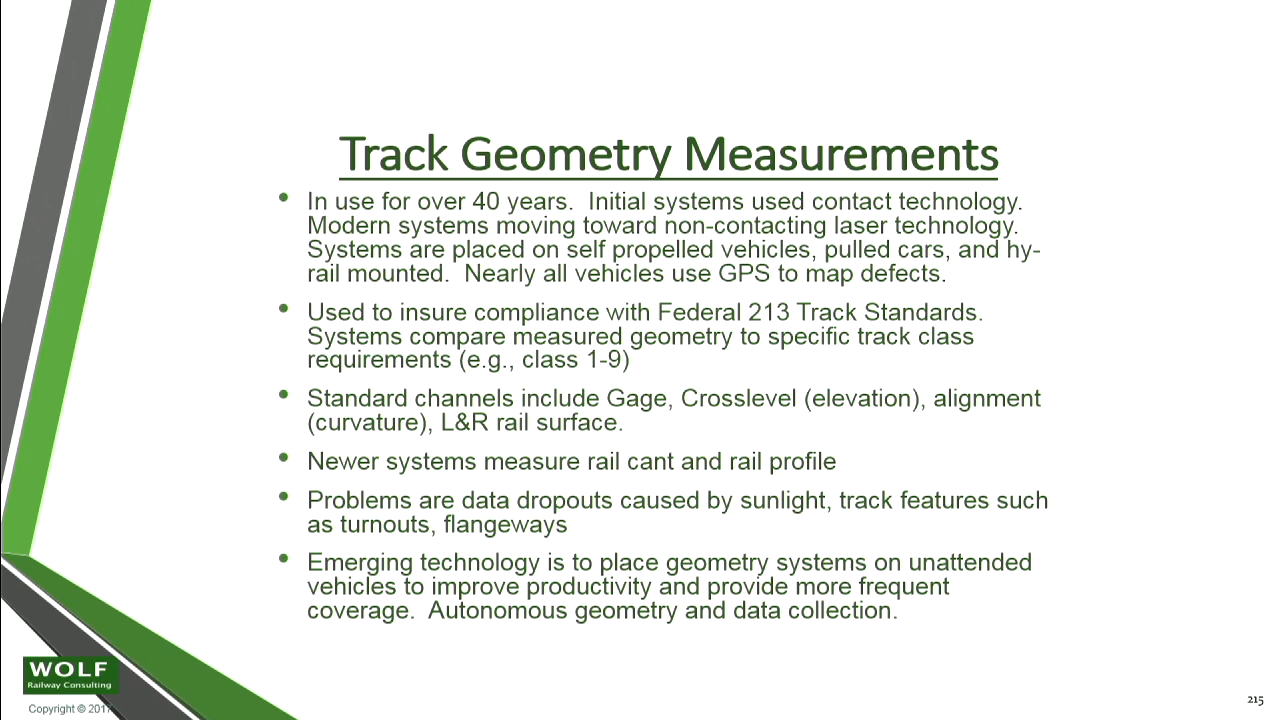 Track Geometry Measurements
• In use for over 40 years.  Initial systems used contact technology.
Modern systems moving toward non-contacting laser technology.
Systems are placed on self propelled vehicles, pulled cars, and hy-
rail mounted.  Nearly all vehicles use GPS to map defects.
• Used to insure compliance with Federal 213 Track Standards.
Systems compare measured geometry to specific track class
requirements (e.g., class 1-9)
• Standard channels include Gage, Crosslevel (elevation), alignment
(curvature), L&R rail surface.
• Newer systems measure rail cant and rail profile
• Problems are data dropouts caused by sunlight, track features such
as turnouts, flangeways
• Emerging technology is to place geometry systems on unattended
vehicles to improve productivity and provide more frequent
coverage.  Autonomous geometry and data collection.
WOLF
Railway Consulting
Copyright © 2017
215